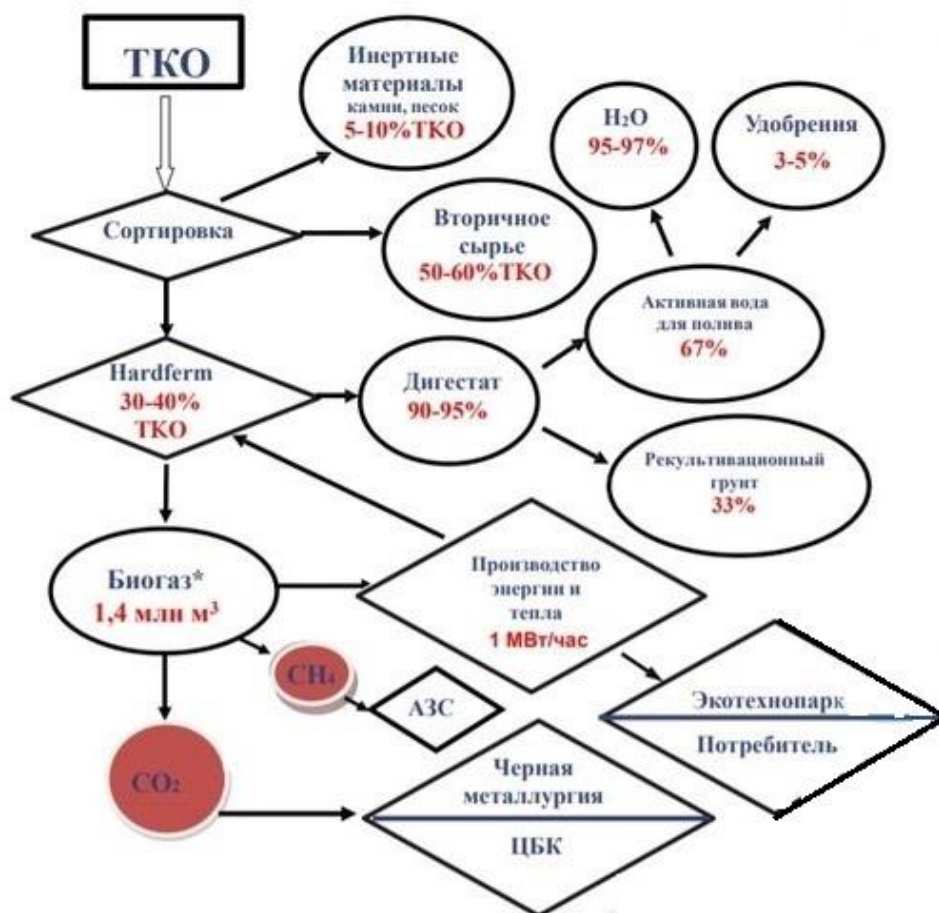 ТКО
Инертные
материалы
камни, песок
5-10%ТКО
H₂O
95-97%
Удобрения
3-5%
Сортировка
Вторичное
сырье
50-60%ТКО
Активная вода
для полива
67%
Hardferm
30-40%
ТКО
Дигестат
90-95%
Рекультивационный
грунт
33%
Биогаз*
1,4 млн м³
Производство
энергии и
тепла
1 МВт/час
CH₄
АЗС
Экотехнопарк
Потребитель
CO₂
Черная
металлургия
ЦБК